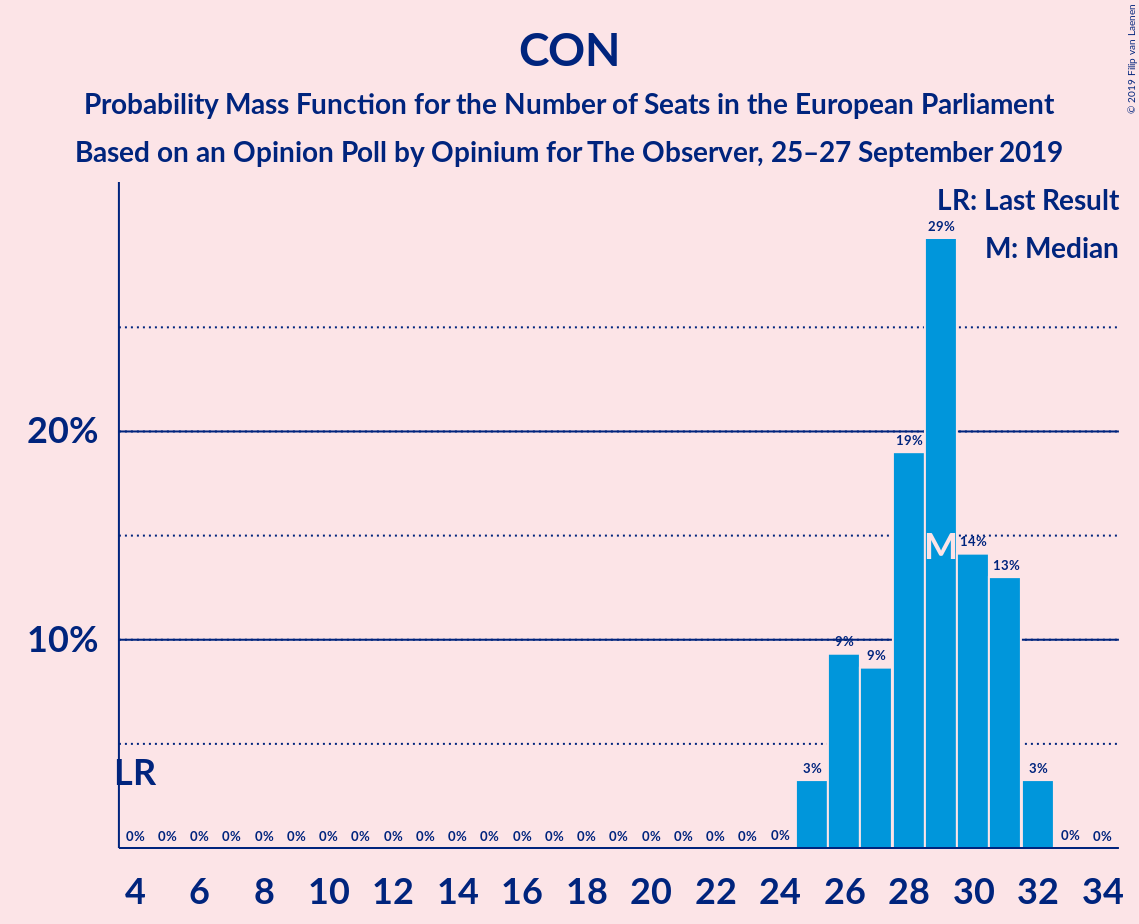 CON
Probability Mass Function for the Number of Seats in the European Parliament
Based on an Opinion Poll by Opinium for The Observer, 25–27 September 2019
© 2019 Filip van Laenen
LR: Last Result
M: Median
29%
20%
19%
M
14%
13%
10%
9%
9%
LR
3%
3%
0% 0% 0% 0% 0% 0% 0% 0% 0% 0% 0% 0% 0% 0% 0% 0% 0% 0% 0% 0% 0% 0% 0%
4 6 8 10 12 14 16 18 20 22 24 26 28 30 32 34